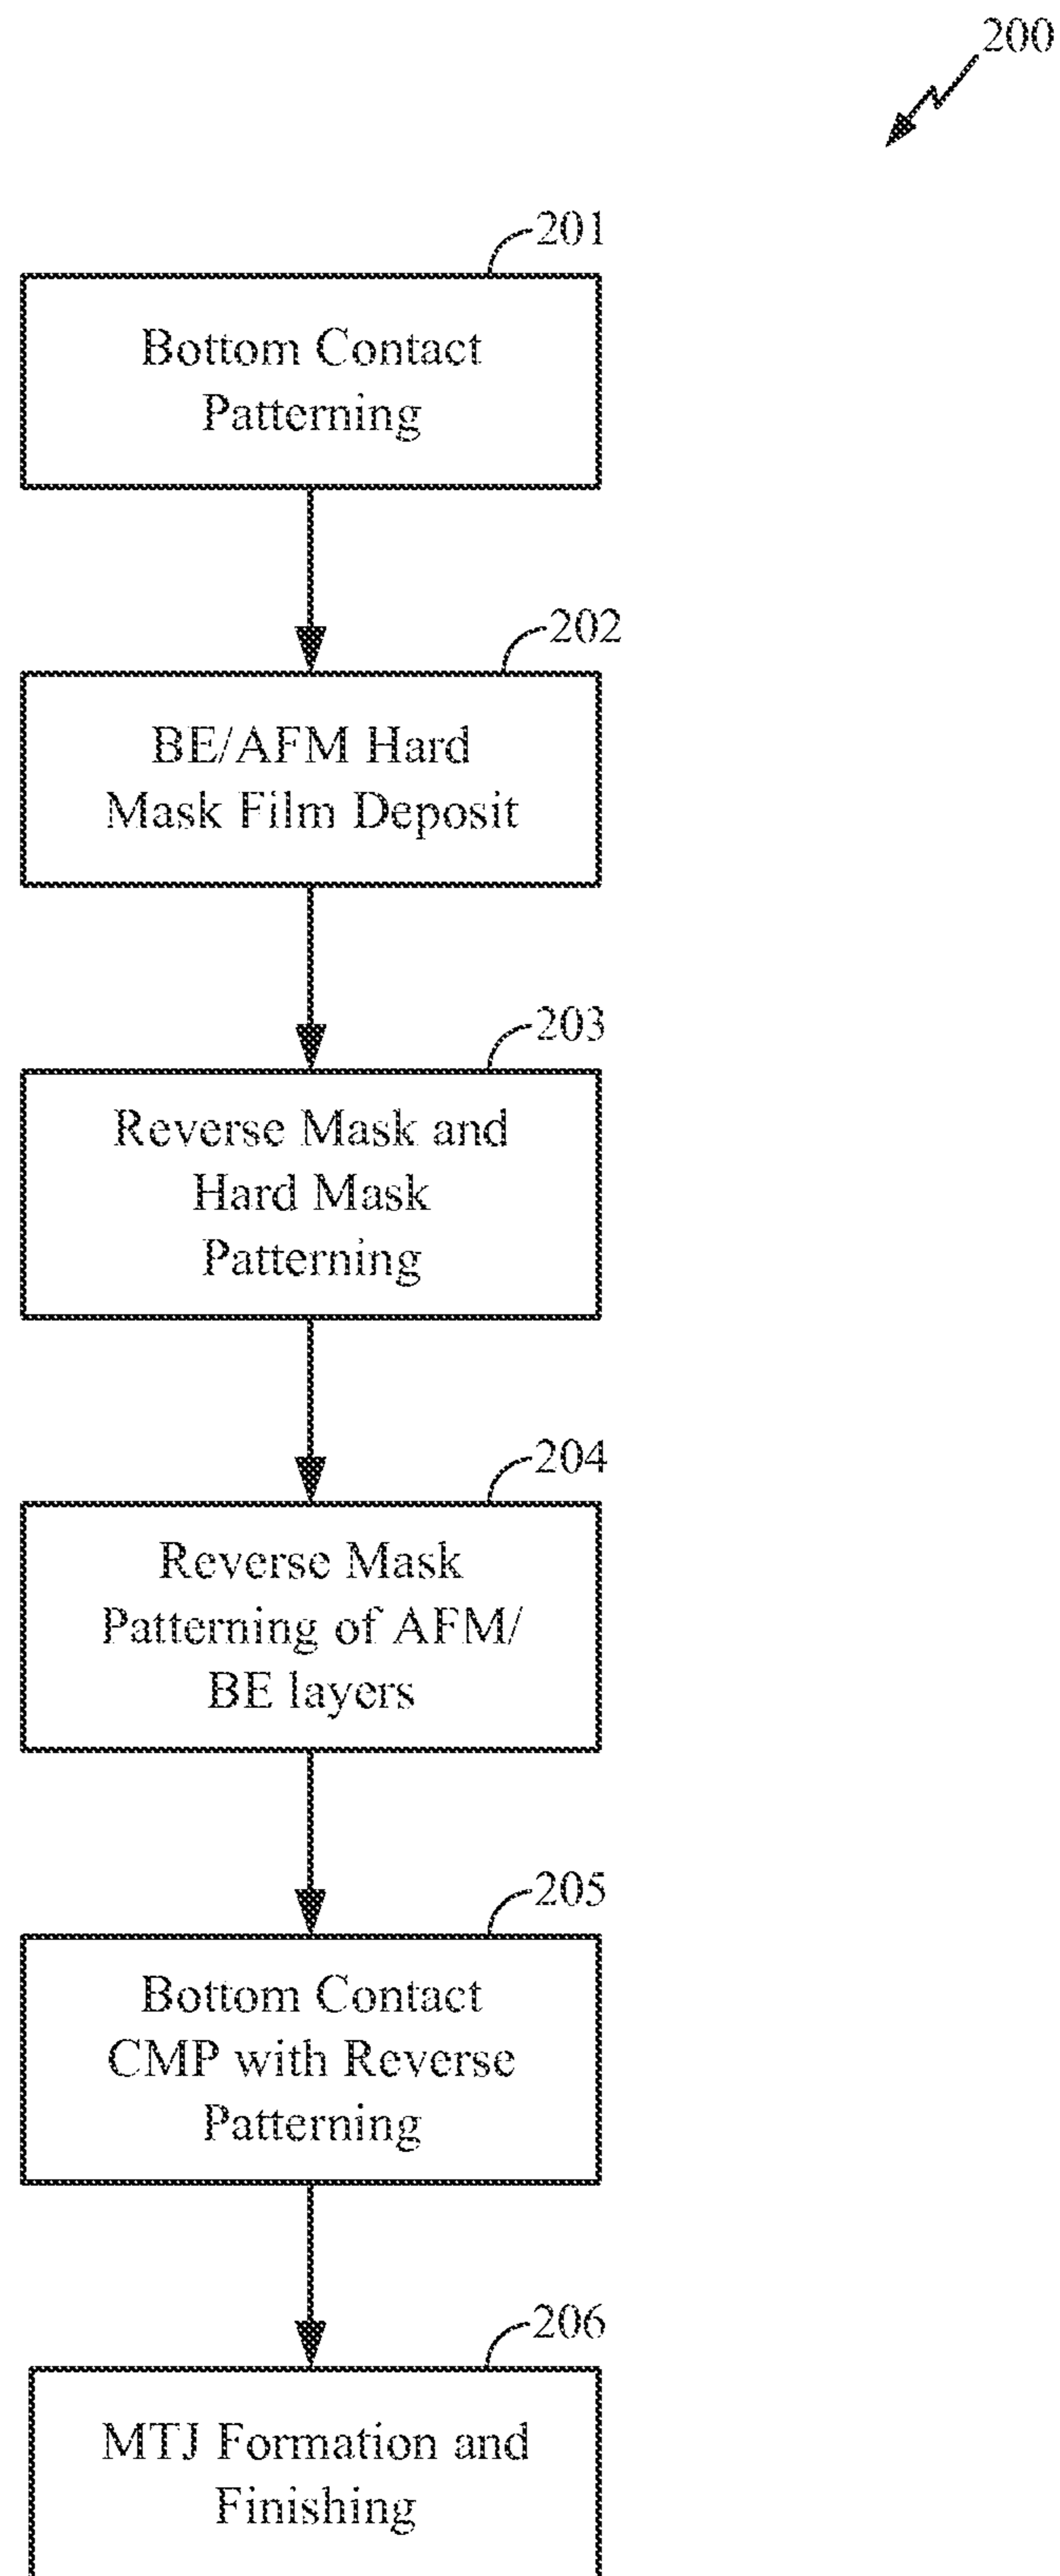 200
201
Bottom Contact
Patterning
202
BE/AFM Hard
Mask Film Deposit
203
Reverse Mask and
Hard Mask
Patterning
204
Reverse Mask
Patterning of AFM/
BE layers
205
Bottom Contact
CMP with Reverse
Patterning
206
MTJ Formation and
Finishing